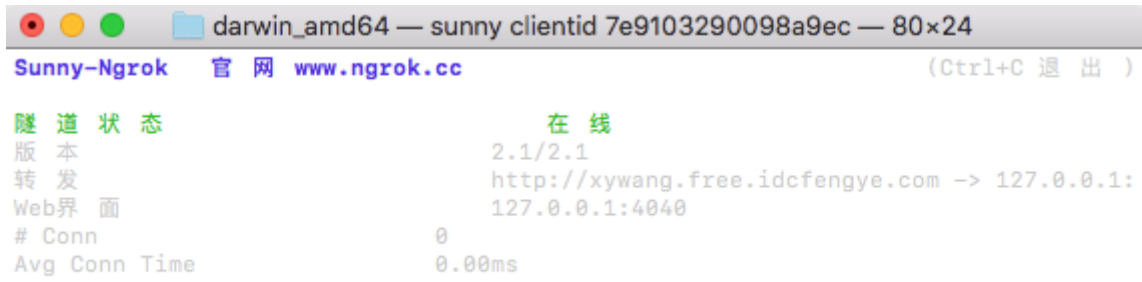 darwin_amd64 — sunny clientid 7e9103290098a9ec — 80×24
Sunny-Ngrok 官网 www.ngrok.cc (Ctrl+C 退出)
隧道状态 在线
版本 2.1/2.1
转发 http://xywang.free.idcfengye.com -> 127.0.0.1:
Web界面 127.0.0.1:4040
# Conn 0
Avg Conn Time 0.00ms